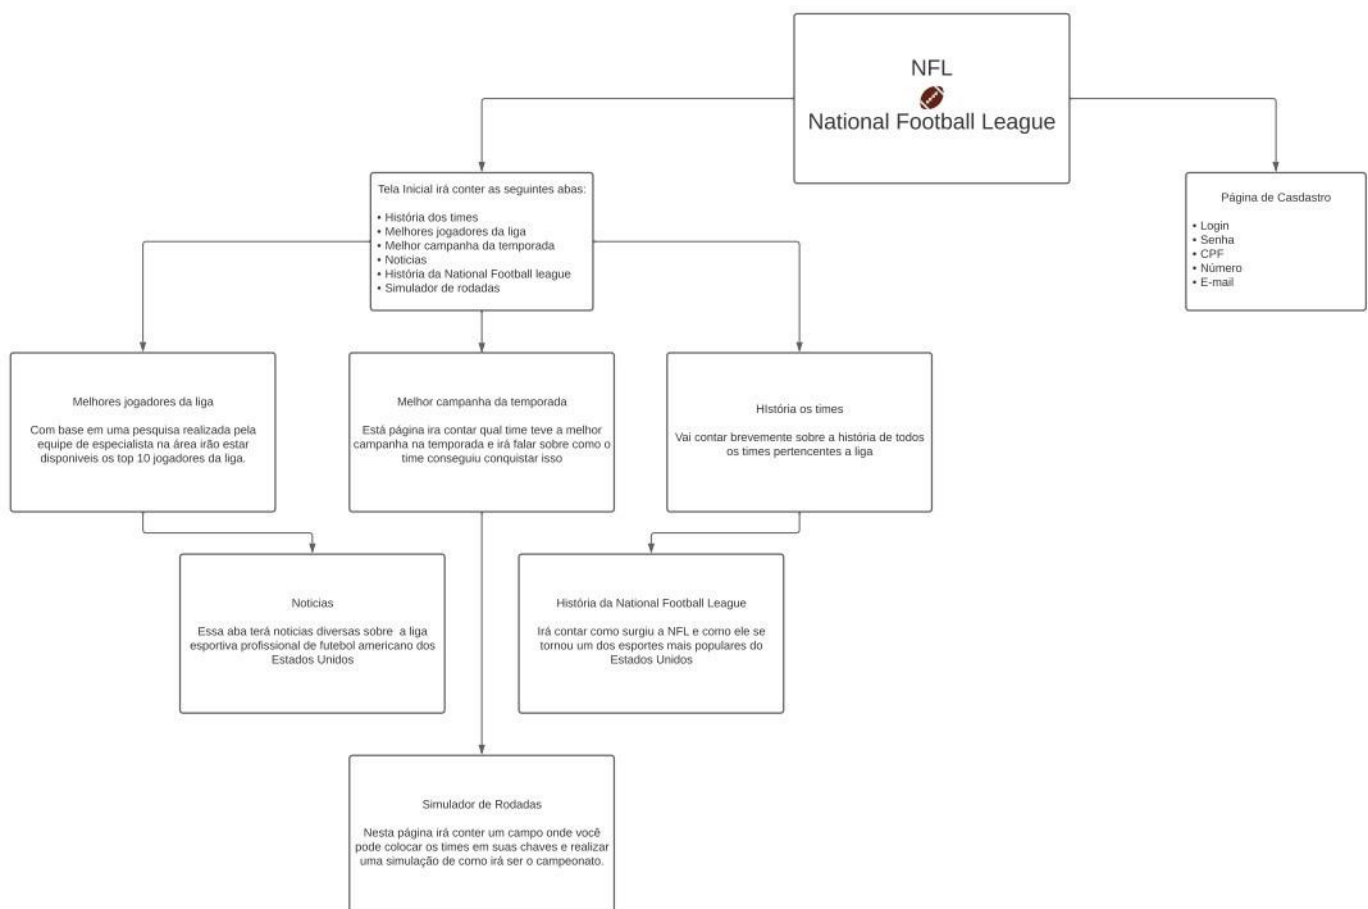 NFL
National Football League
Tela Inicial irá conter as seguintes abas:
• História dos times
• Melhores jogadores da liga
• Melhor campanha da temporada
• Noticias
• História da National Football league
• Simulador de rodadas
Página de Casdastro
• Login
• Senha
• CPF
• Número
• E-mail
Melhores jogadores da liga
Com base em uma pesquisa realizada pela
equipe de especialista na área irão estar
disponiveis os top 10 jogadores da liga.
Melhor campanha da temporada
Está página ira contar qual time teve a melhor
campanha na temporada e irá falar sobre como o
time conseguiu conquistar isso
HIstória os times
Vai contar brevemente sobre a história de todos
os times pertencentes a liga
Noticias
Essa aba terá noticias diversas sobre a liga
esportiva profissional de futebol americano dos
Estados Unidos
História da National Football League
Irá contar como surgiu a NFL e como ele se
tornou um dos esportes mais populares do
Estados Unidos
Simulador de Rodadas
Nesta página irá conter um campo onde você
pode colocar os times em suas chaves e realizar
uma simulação de como irá ser o campeonato.